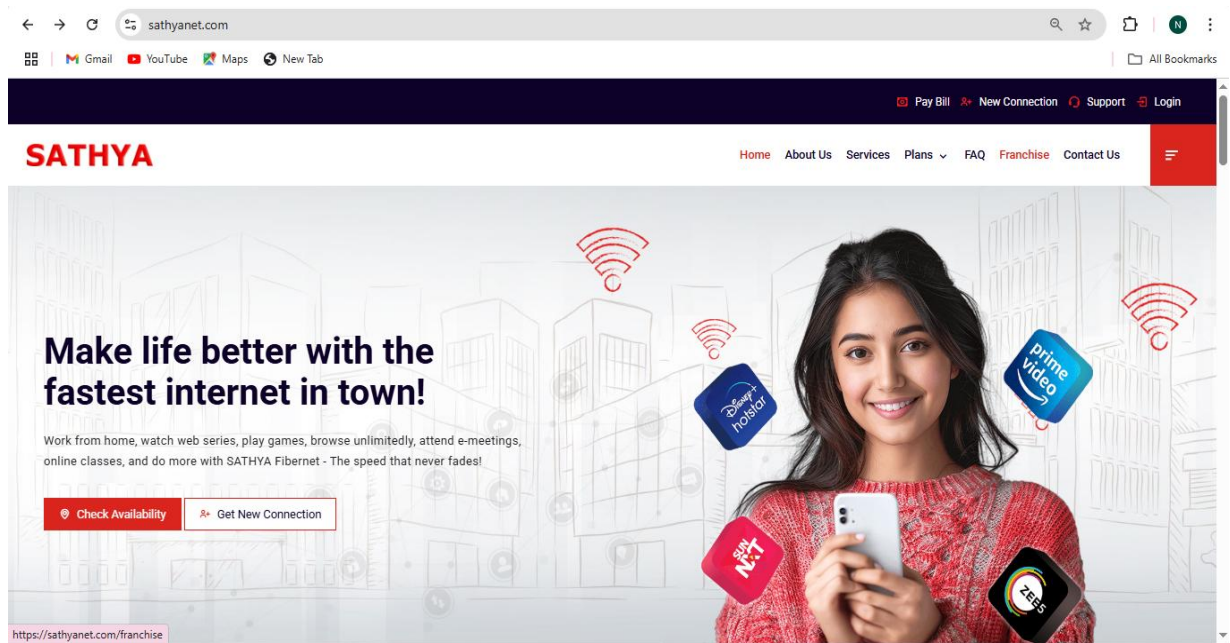 sathyanet.com
N
Gmail YouTube Maps New Tab All Bookmarks
Pay Bill New Connection Support Login
SATHYA
Home About Us Services Plans FAQ Franchise Contact Us
Make life better with the
fastest internet in town!
Work from home, watch web series, play games, browse unlimitedly, attend e-meetings,
online classes, and do more with SATHYA Fibernet - The speed that never fades!
Check Availability Get New Connection
Disney+
hotstar
prime
video
SUN
NXT
ZEE5
https://sathyanet.com/franchise